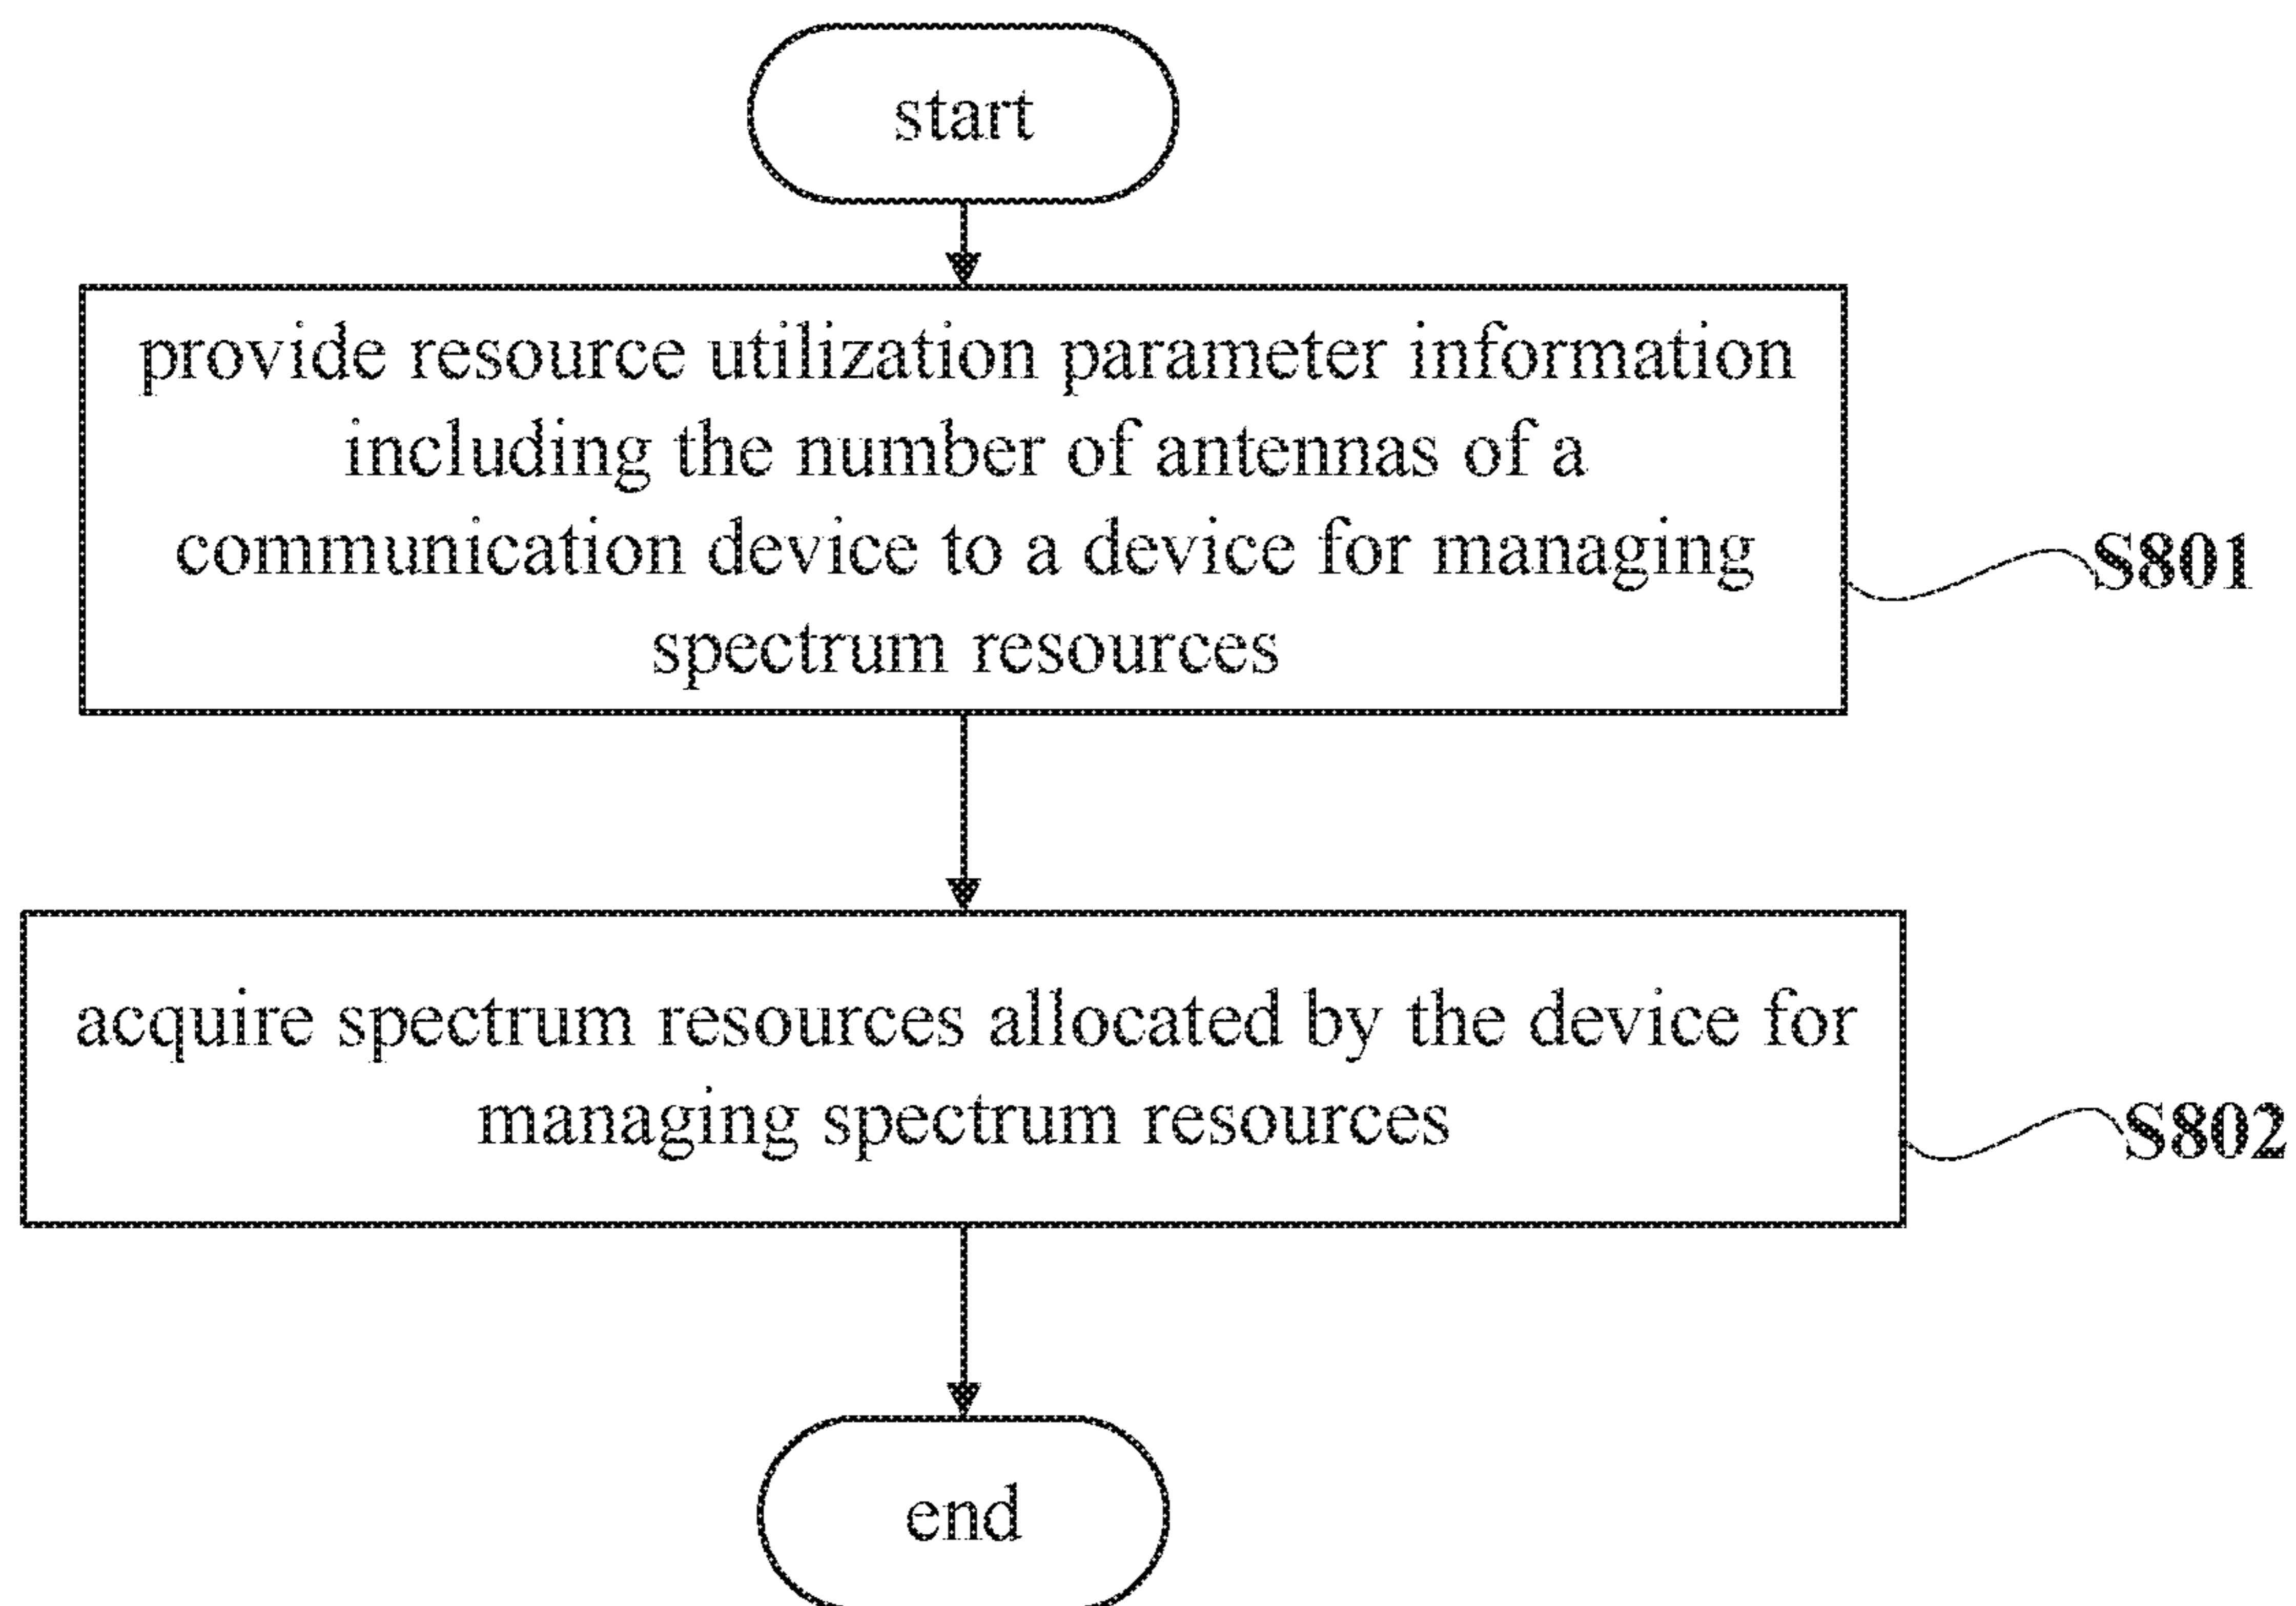 start
provide resource utilization parameter information
including the number of antennas of a
communication device to a device for managing
spectrum resources
S801
acquire spectrum resources allocated by the device for
managing spectrum resources
S802
end